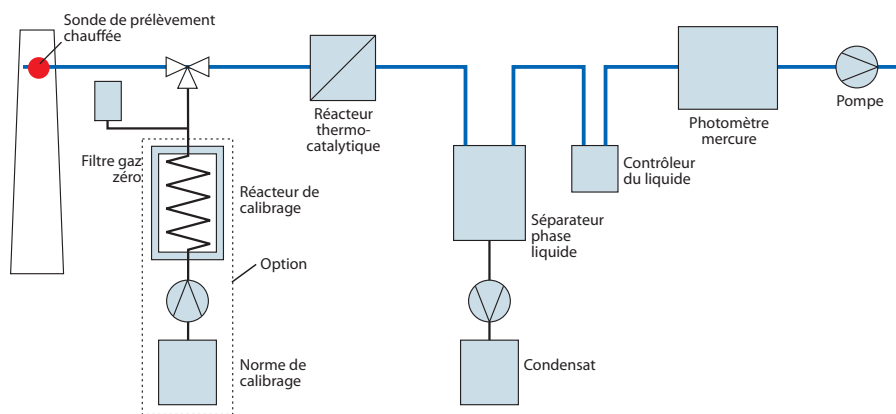 Sonde de prélèvement
chauffée
Réacteur
thermo-
catalytique
Photomètre
mercure
Pompe
Filtre gaz
zéro
Réacteur de
calibrage
Contrôleur
du liquide
Séparateur
phase
liquide
Option
Norme de
calibrage
Condensat